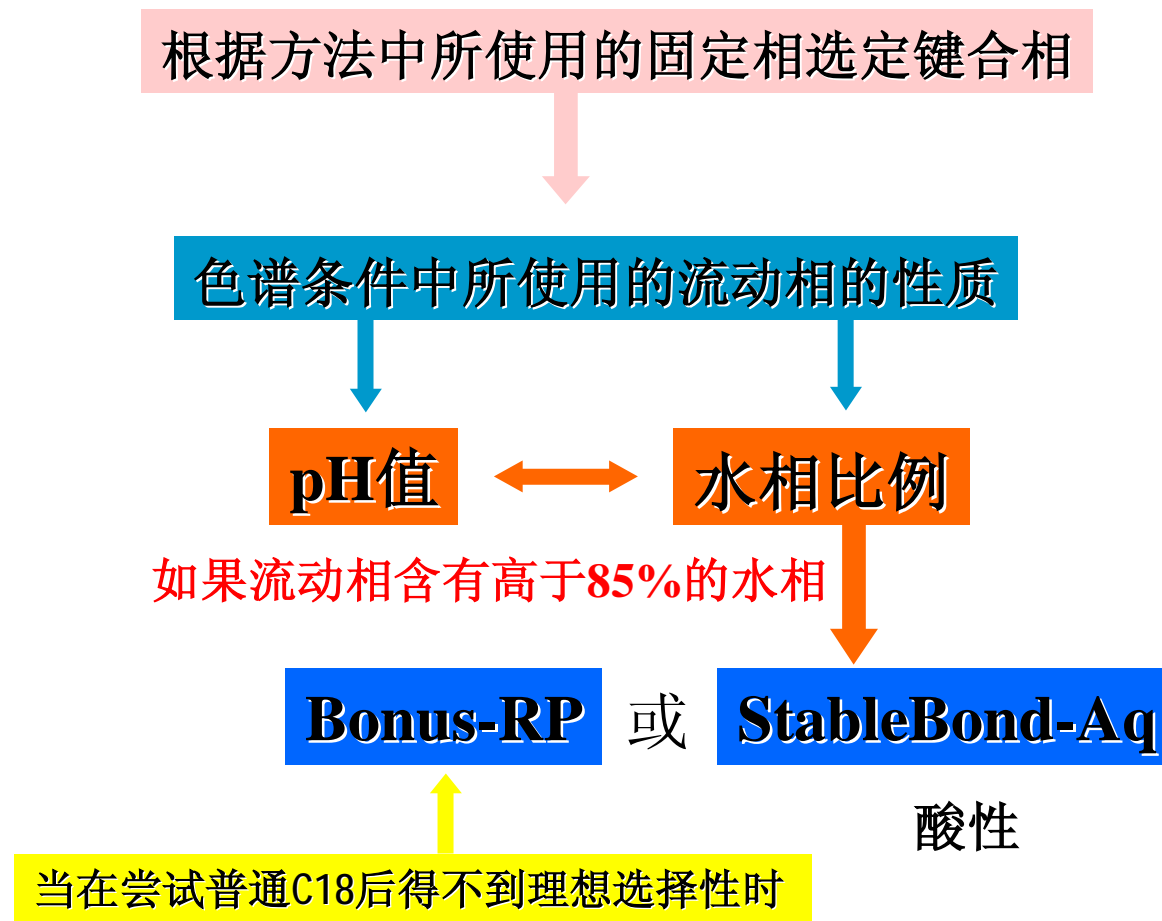 根据方法中所使用的固定相选定键合相
色谱条件中所使用的流动相的性质
pH值
水相比例
如果流动相含有高于85%的水相
Bonus-RP 或 StableBond-Aq
酸性
当在尝试普通C18后得不到理想选择性时